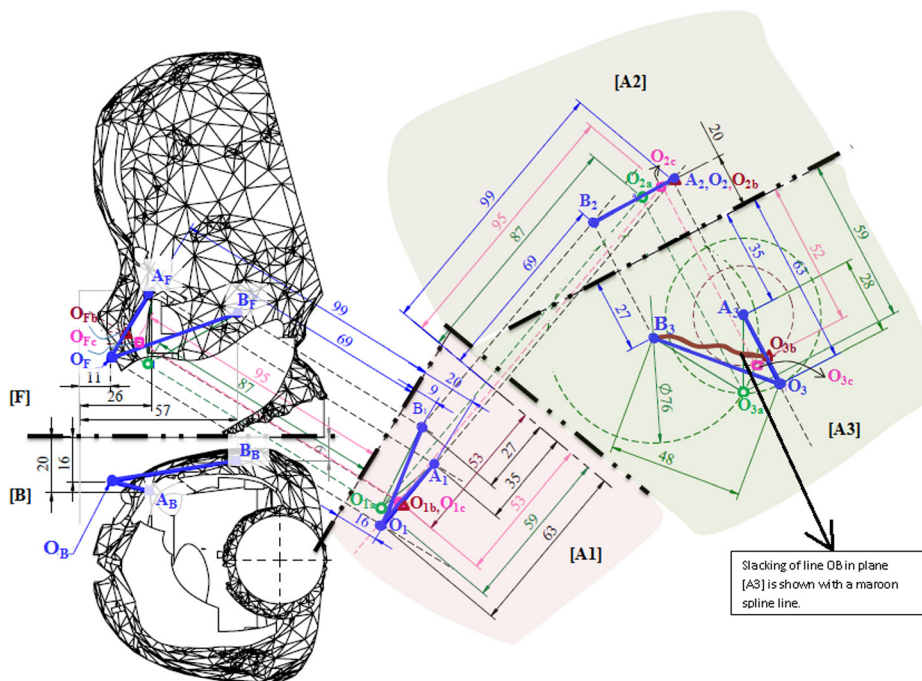 [A2]
20
O2c
O2a
A2,O2,O2b
B2
99
95
87
69
59
35
52
63
28
27
A3
B3
O3b
O3c
O3
O3a
Ø76
48
[A3]
AF
BF
OFb
OFc
OF
11
26
57
[F]
99
69
95
87
20
9
B1
A1
O1a
O1b,O1c
O1
16
53
27
35
53
59
63
[A1]
20
16
9
[B]
BB
AB
OB
Slacking of line OB in plane
[A3] is shown with a maroon
spline line.